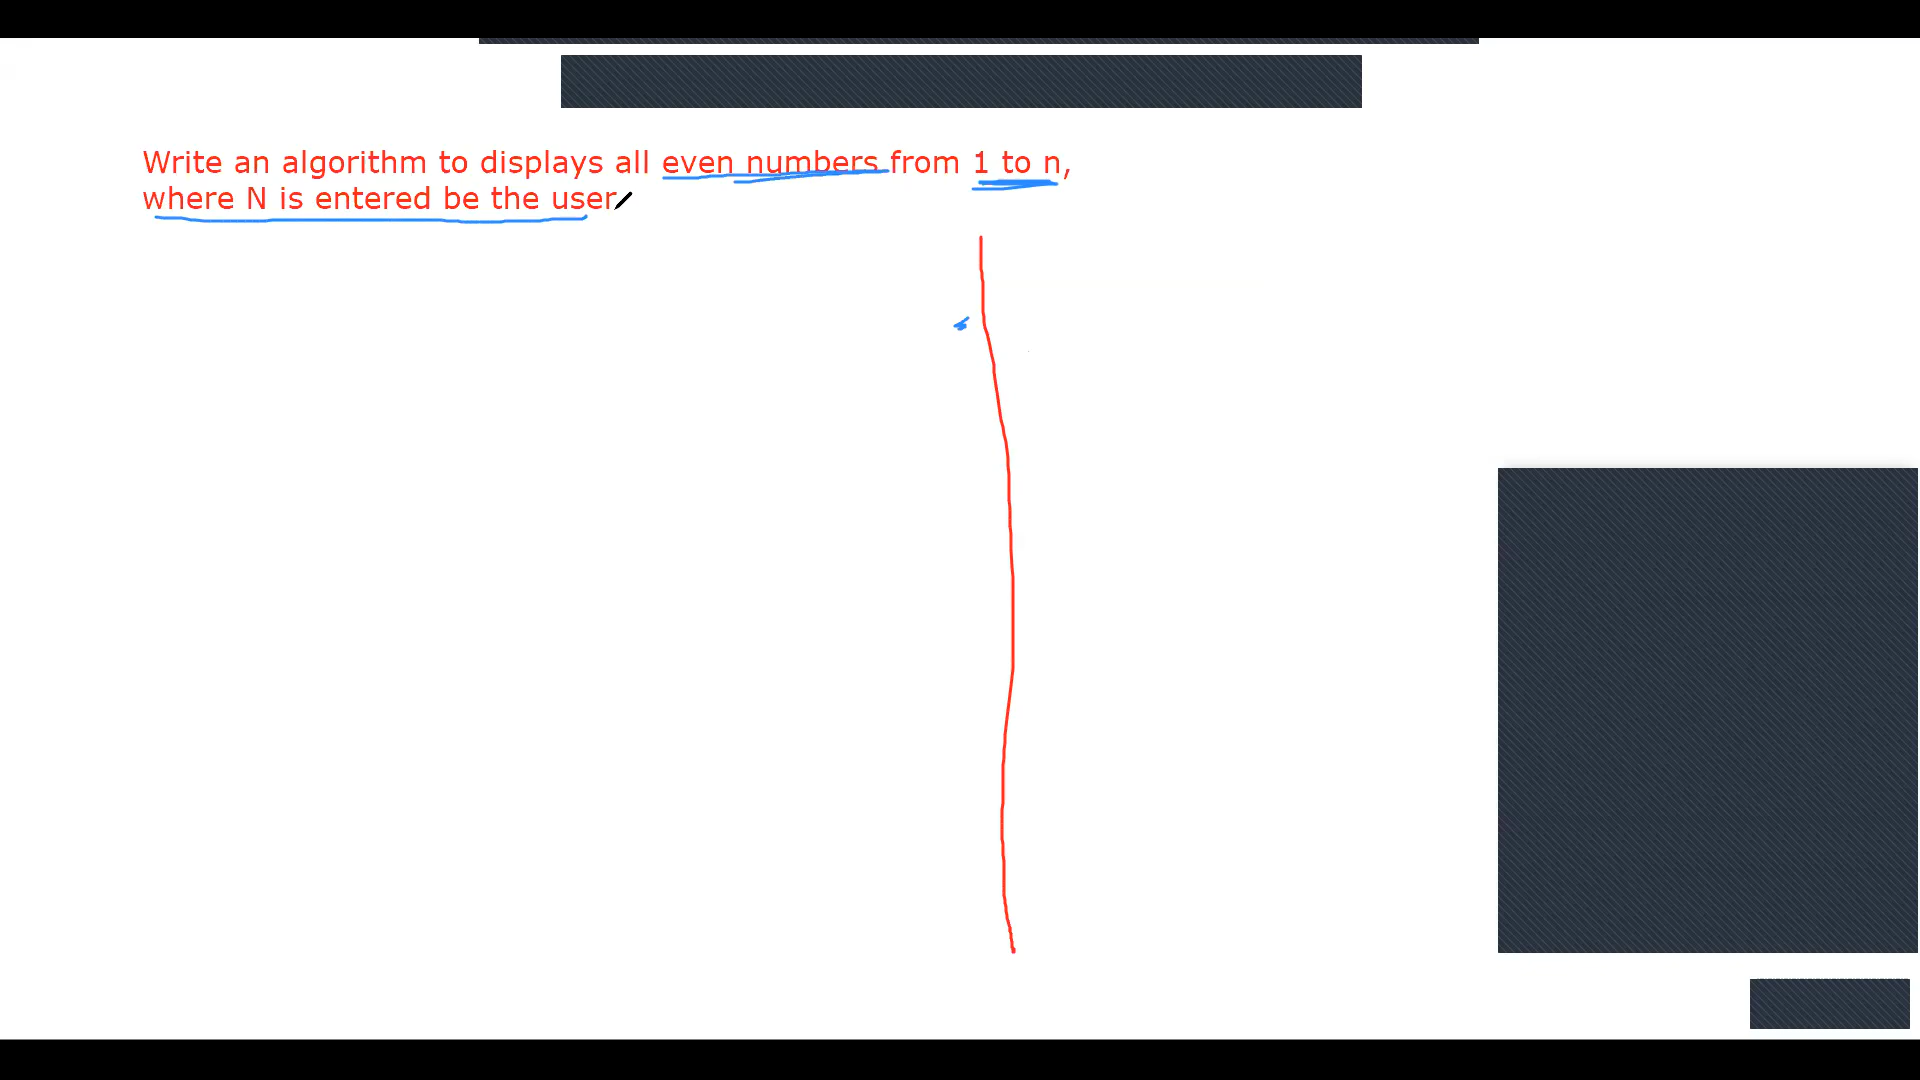 Write an algorithm to displays all even numbers from 1 to n,
where N is entered be the user